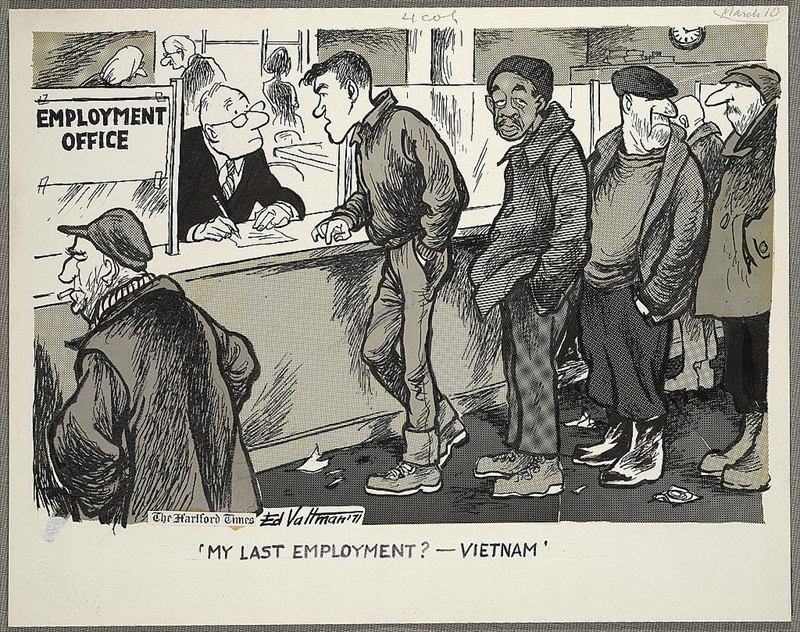 4 col
March 10
EMPLOYMENT
OFFICE
The Hartford Times Ed Valtman '71
'MY LAST EMPLOYMENT? — VIETNAM'